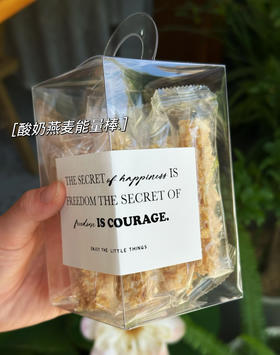 [酸奶燕麦能量棒.]
THE SECRET of happiness IS
FREEDOM THE SECRET OF
freedom IS COURAGE.
ENJOY THE LITTLE THINGS